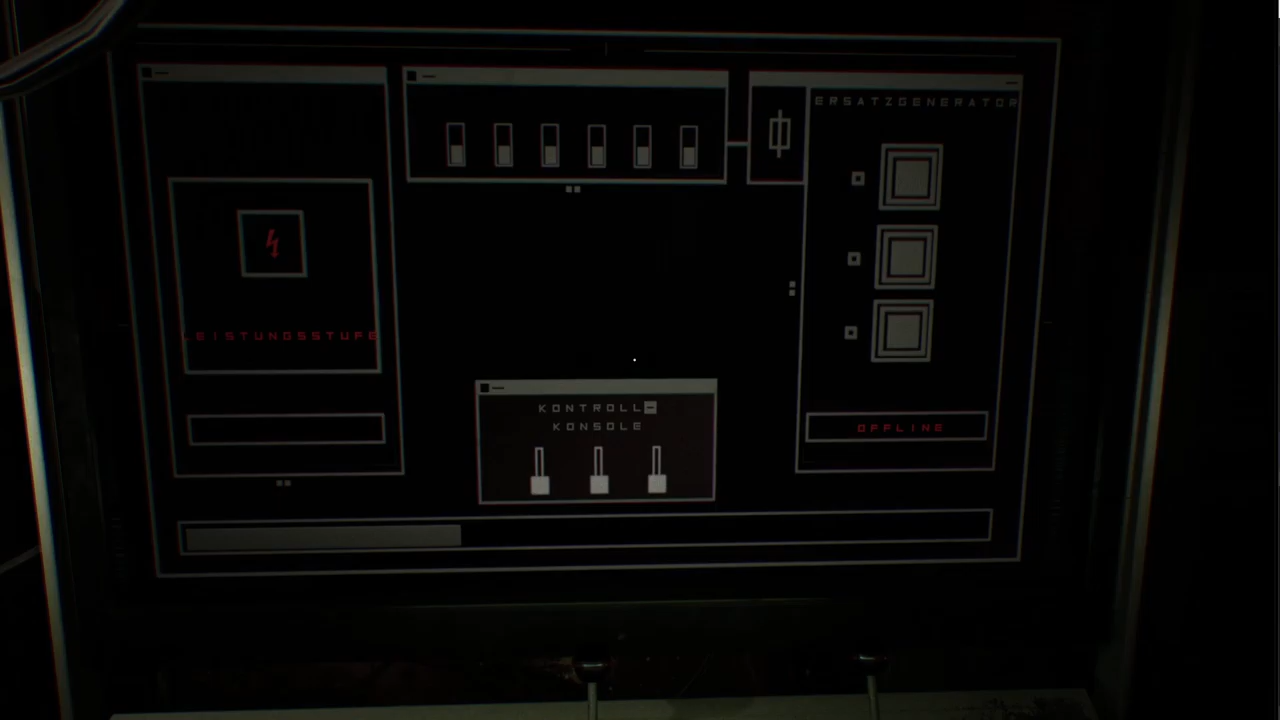 ERSATZGENERATOR
LEISTUNGSSTUFE
KONTROLL-
KONSOLE
OFFLINE